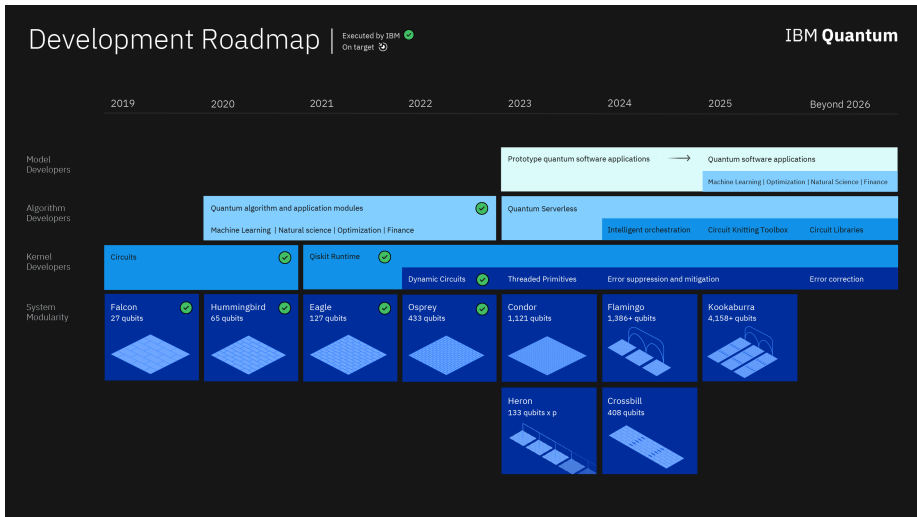 Development Roadmap
Executed by IBM
On target
IBM Quantum
2019 2020 2021 2022 2023 2024 2025 Beyond 2026
Model
Developers
Prototype quantum software applications
Quantum software applications
Machine Learning | Optimization | Natural Science | Finance
Algorithm
Developers
Quantum algorithm and application modules
Machine Learning | Natural science | Optimization | Finance
Quantum Serverless
Intelligent orchestration
Circuit Knitting Toolbox
Circuit Libraries
Kernel
Developers
Circuits
Qiskit Runtime
Dynamic Circuits
Threaded Primitives
Error suppression and mitigation
Error correction
System
Modularity
Falcon
27 qubits
Hummingbird
65 qubits
Eagle
127 qubits
Osprey
433 qubits
Condor
1,121 qubits
Flamingo
1,386+ qubits
Kookaburra
4,158+ qubits
Heron
133 qubits x p
Crossbill
408 qubits